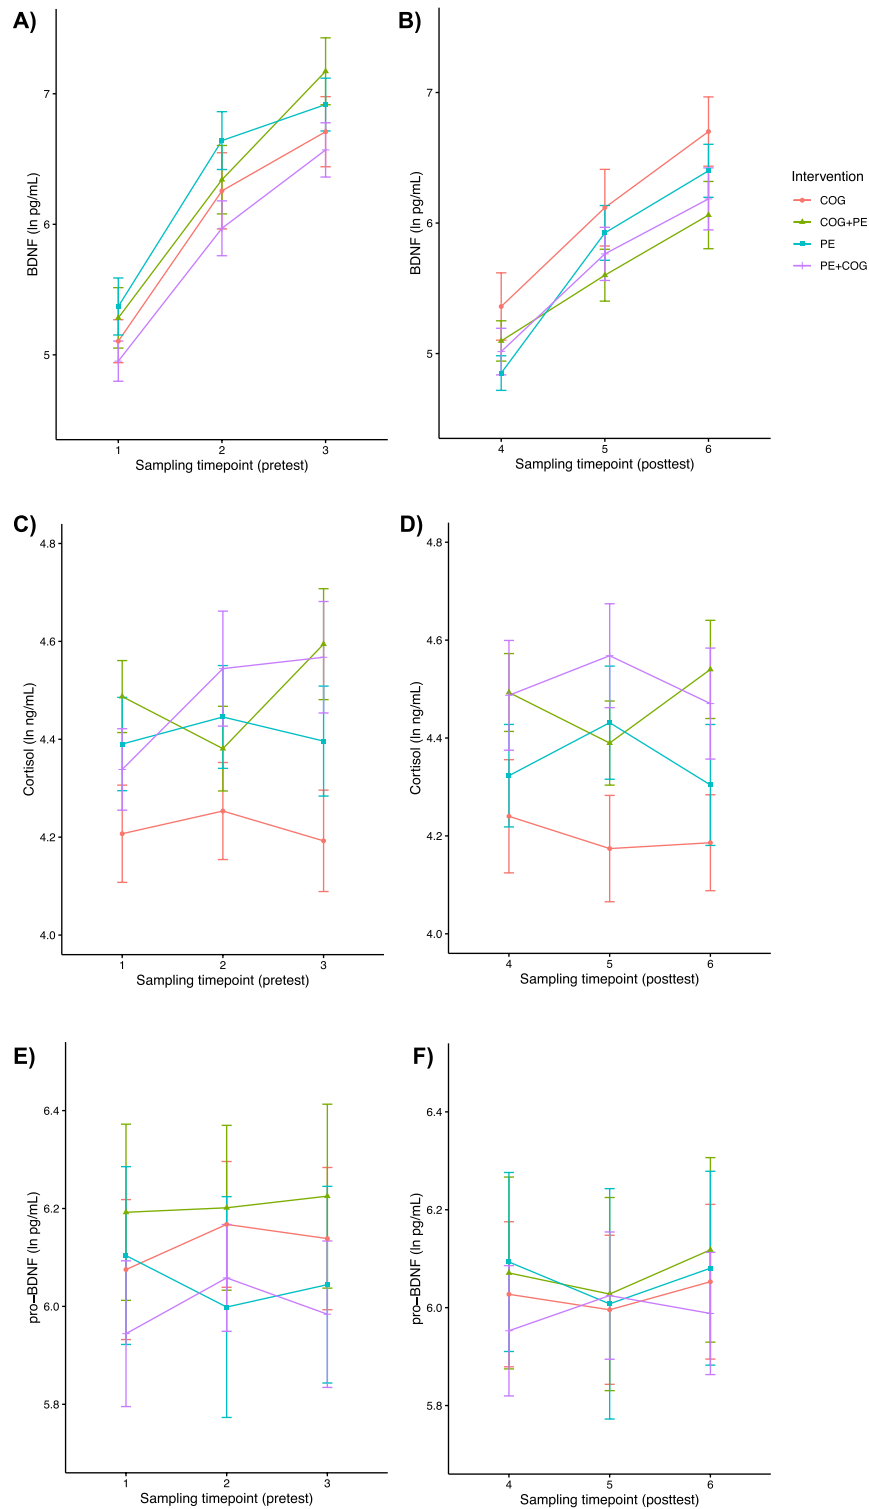 A)
BDNF (ln pg/mL)
7
6
5
1 2 3
Sampling timepoint (pretest)
B)
BDNF (ln pg/mL)
7
6
5
4 5 6
Sampling timepoint (posttest)
Intervention
COG
COG+PE
PE
PE+COG
C)
Cortisol (ln ng/mL)
4.8
4.6
4.4
4.2
4.0
1 2 3
Sampling timepoint (pretest)
D)
Cortisol (ln ng/mL)
4.8
4.6
4.4
4.2
4.0
4 5 6
Sampling timepoint (posttest)
E)
pro−BDNF (ln pg/mL)
6.4
6.2
6.0
5.8
1 2 3
Sampling timepoint (pretest)
F)
pro−BDNF (ln pg/mL)
6.4
6.2
6.0
5.8
4 5 6
Sampling timepoint (posttest)